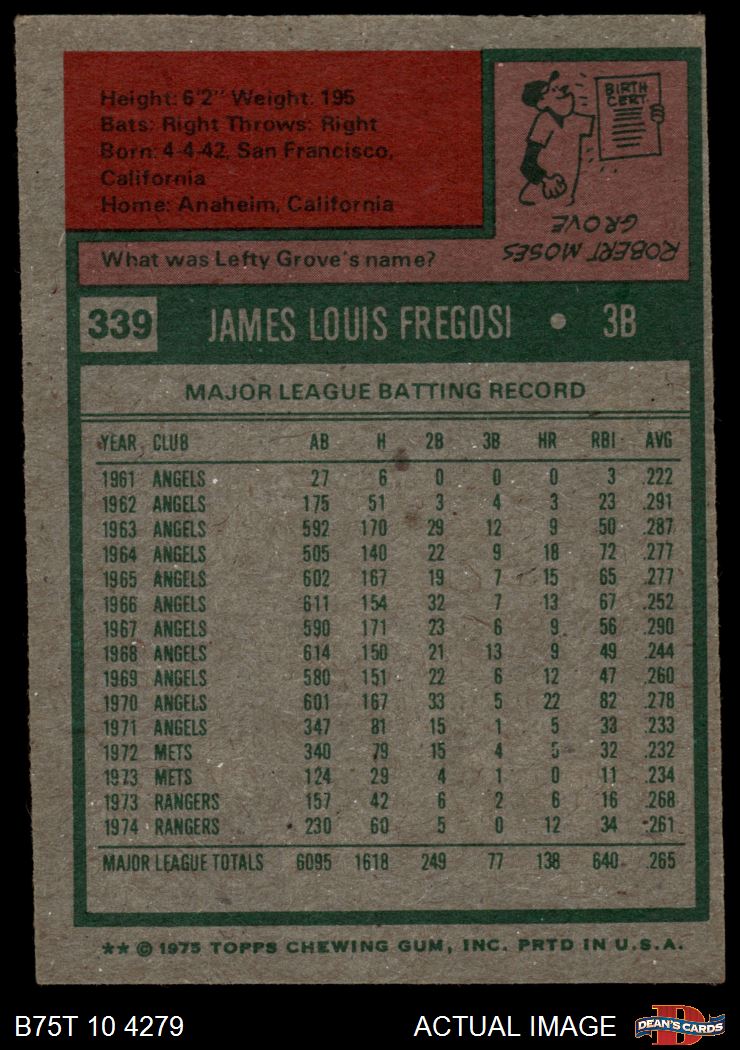 Height: 6'2" Weight: 195
Bats: Right Throws: Right
Born: 4-4-42, San Francisco,
California
Home: Anaheim, California
BIRTH
CERT.
ROBERT MOSES
GROVE
What was Lefty Grove's name?
339 JAMES LOUIS FREGOSI • 3B
MAJOR LEAGUE BATTING RECORD
YEAR CLUB AB H 2B 3B HR RBI AVG
1961 ANGELS 27 6 0 0 0 3 .222
1962 ANGELS 175 51 3 4 3 23 .291
1963 ANGELS 592 170 29 12 9 50 .287
1964 ANGELS 505 140 22 9 18 72 .277
1965 ANGELS 602 167 19 7 15 65 .277
1966 ANGELS 611 154 32 7 13 67 .252
1967 ANGELS 590 171 23 6 9 56 .290
1968 ANGELS 614 150 21 13 9 49 .244
1969 ANGELS 580 151 22 6 12 47 .260
1970 ANGELS 601 167 33 5 22 82 .278
1971 ANGELS 347 81 15 1 5 33 .233
1972 METS 340 79 15 4 5 32 .232
1973 METS 124 29 4 1 0 11 .234
1973 RANGERS 157 42 6 2 6 16 .268
1974 RANGERS 230 60 5 0 12 34 .261
MAJOR LEAGUE TOTALS 6095 1618 249 77 138 640 .265
** © 1975 TOPPS CHEWING GUM, INC. PRTD IN U.S.A.
B75T 10 4279 ACTUAL IMAGE
D
DEAN'S CARDS